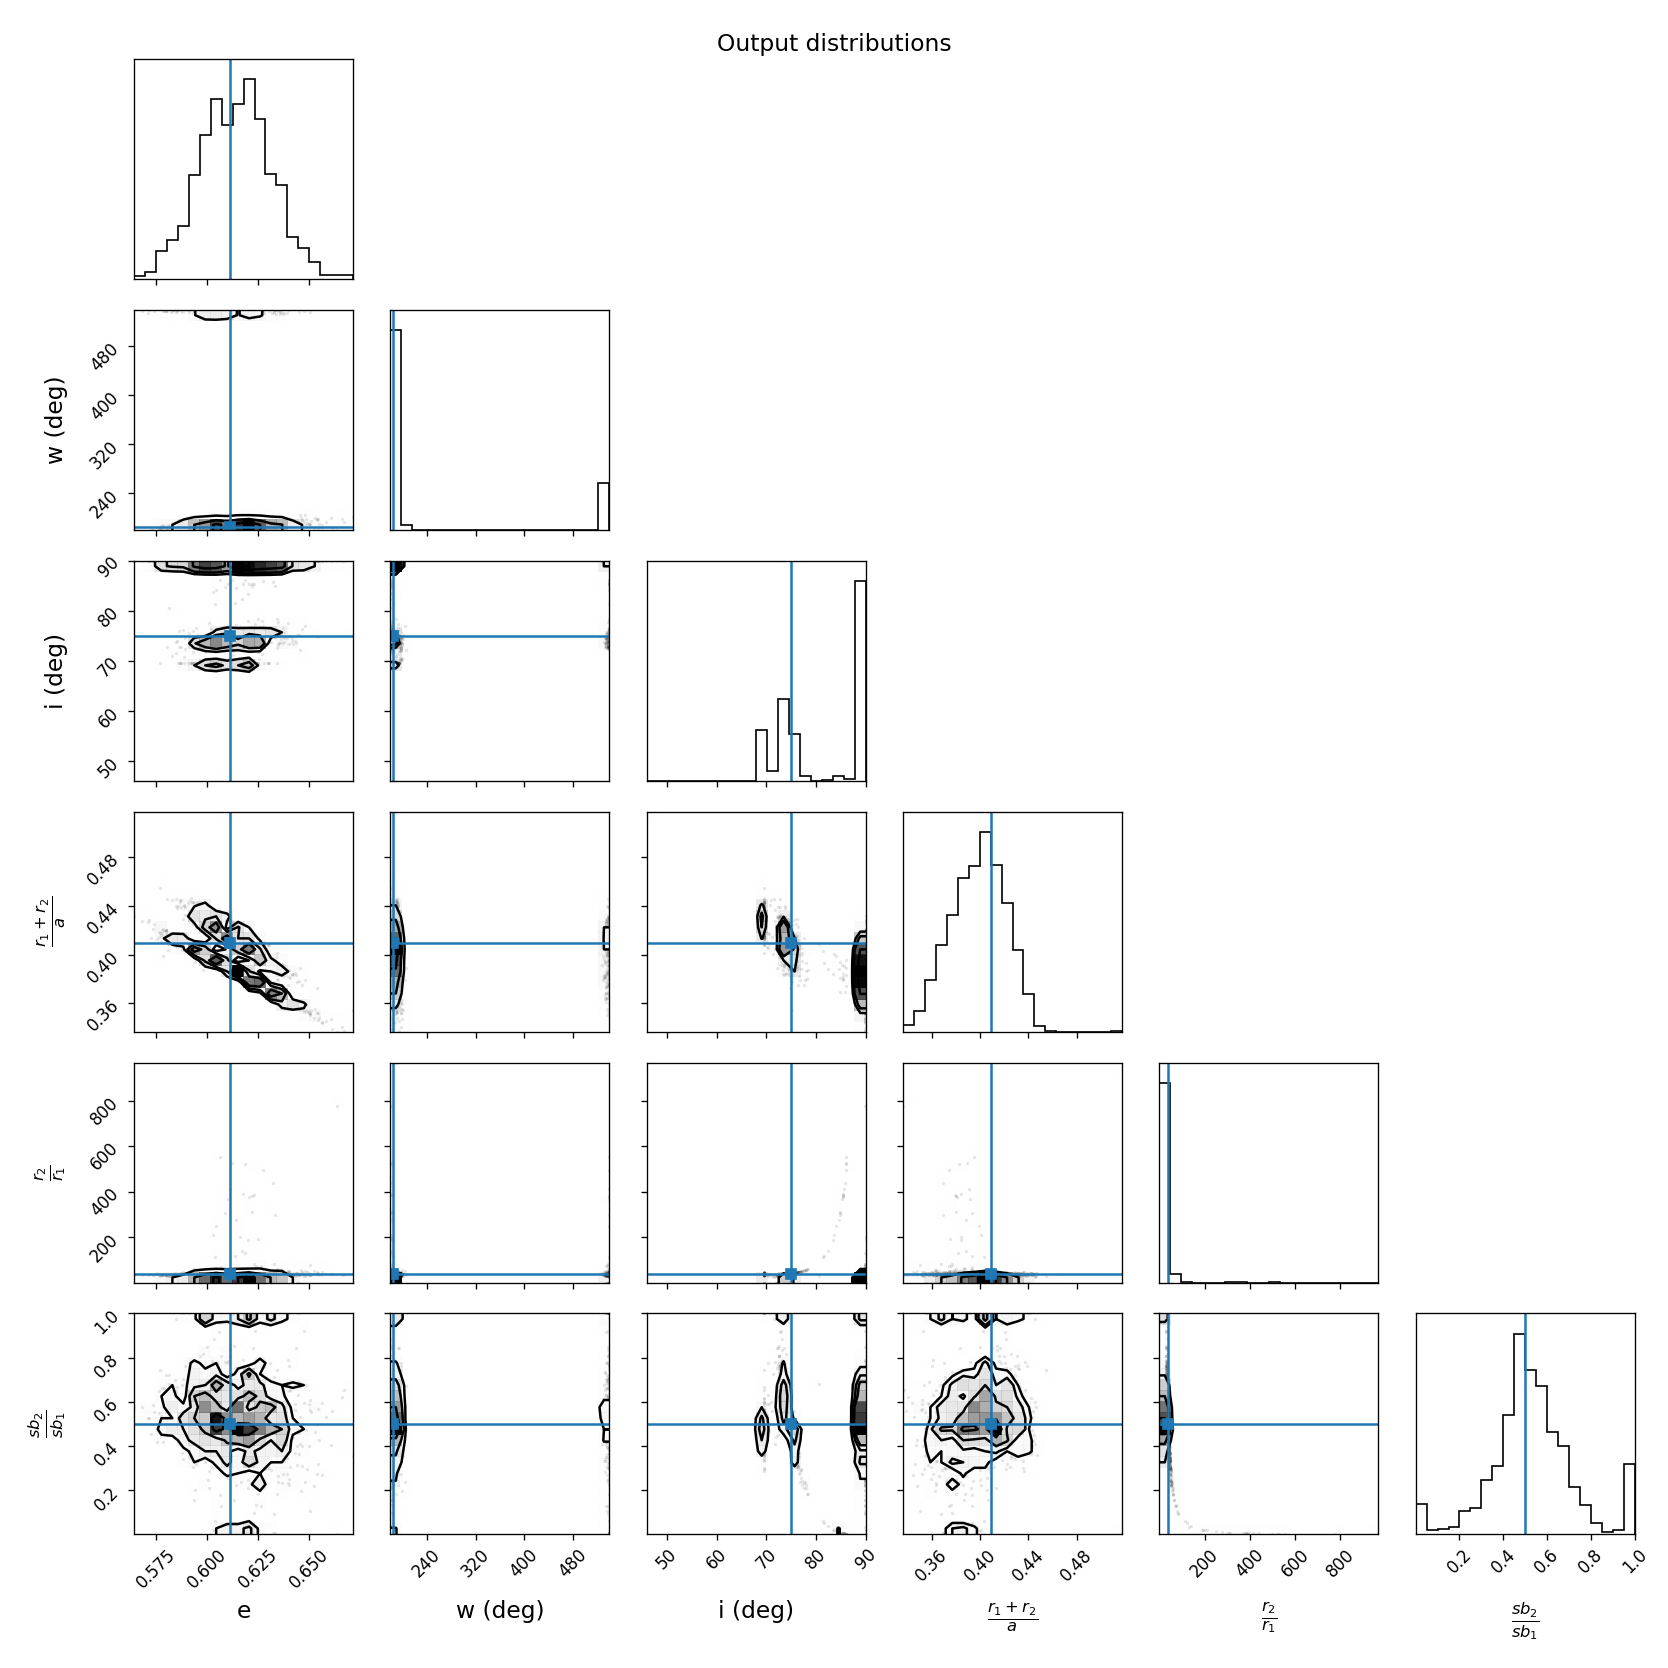 Output distributions
w (deg)
480
400
320
240
i (deg)
90
80
70
60
50
r₁ + r₂
a
0.48
0.44
0.40
0.36
r₂
r₁
800
600
400
200
sb₂
sb₁
1.0
0.8
0.6
0.4
0.2
0.575 0.600 0.625 0.650
240 320 400 480
50 60 70 80 90
0.36 0.40 0.44 0.48
200 400 600 800
0.2 0.4 0.6 0.8 1.0
e
w (deg)
i (deg)
r₁ + r₂
a
r₂
r₁
sb₂
sb₁